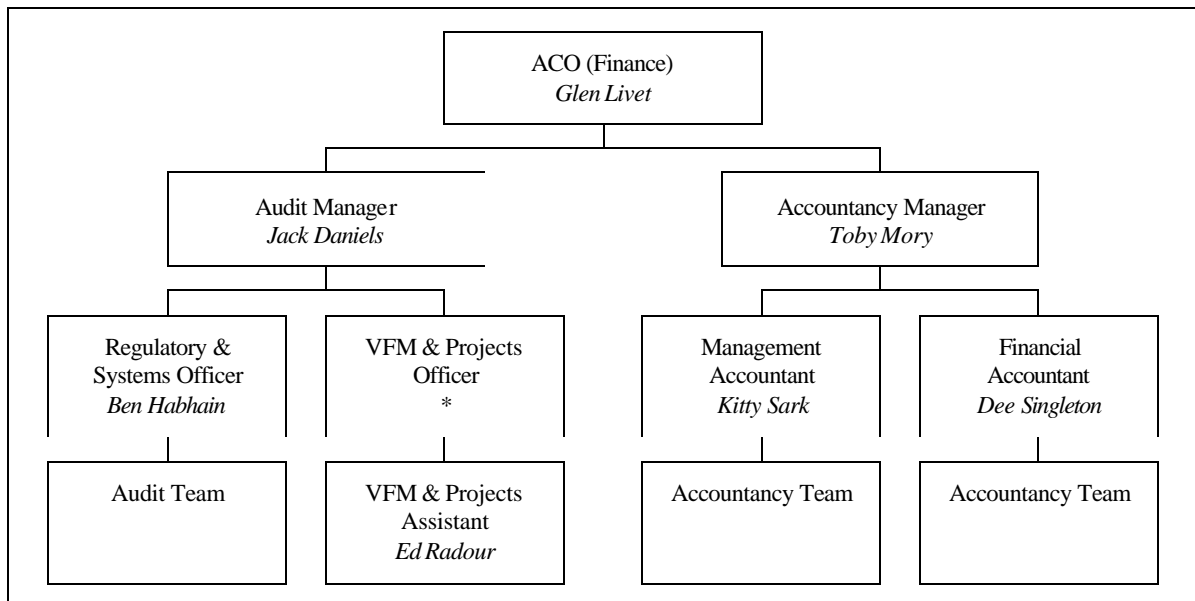 ACO (Finance)
Glen Livet
Audit Manager
Jack Daniels
Accountancy Manager
Toby Mory
Regulatory &
Systems Officer
Ben Habhain
VFM & Projects
Officer
*
Management
Accountant
Kitty Sark
Financial
Accountant
Dee Singleton
Audit Team
VFM & Projects
Assistant
Ed Radour
Accountancy Team
Accountancy Team